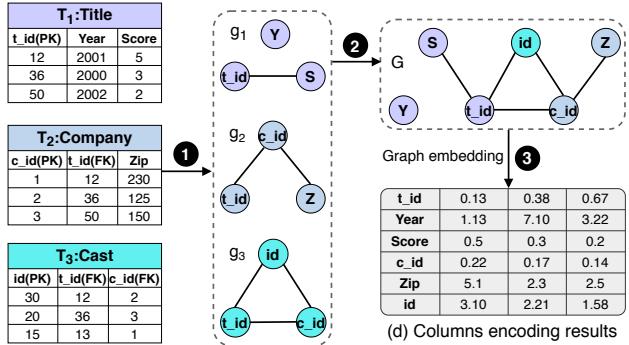 T1:Title
t_id(PK) Year Score
12 2001 5
36 2000 3
50 2002 2
T2:Company
c_id(PK) t_id(FK) Zip
1 12 230
2 36 125
3 50 150
T3:Cast
id(PK) t_id(FK) c_id(FK)
30 12 2
20 36 3
15 13 1
1
g1 Y
t_id S
g2 c_id
t_id Z
g3 id
t_id c_id
2
G S id Z
Y t_id c_id
Graph embedding 3
t_id 0.13 0.38 0.67
Year 1.13 7.10 3.22
Score 0.5 0.3 0.2
c_id 0.22 0.17 0.14
Zip 5.1 2.3 2.5
id 3.10 2.21 1.58
(d) Columns encoding results